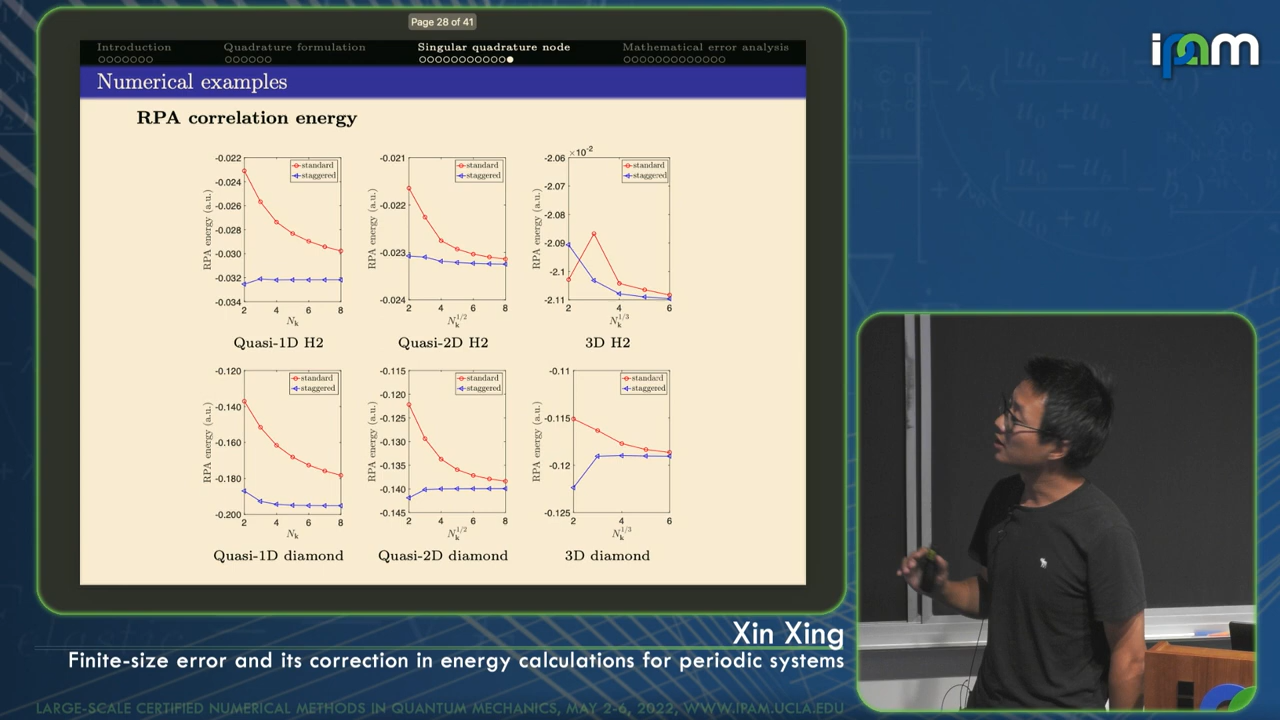 Page 28 of 41
Introduction Quadrature formulation Singular quadrature node Mathematical error analysis
Numerical examples
RPA correlation energy
-0.022
-0.024
-0.026
-0.028
-0.030
-0.032
-0.034
RPA energy (a.u.)
standard
staggered
2 4 6 8
N_k
Quasi-1D H2
-0.021
-0.022
-0.023
-0.024
RPA energy (a.u.)
standard
staggered
2 4 6 8
N_k^{1/2}
Quasi-2D H2
×10^{-2}
-2.06
-2.07
-2.08
-2.09
-2.1
-2.11
RPA energy (a.u.)
standard
staggered
2 4 6
N_k^{1/3}
3D H2
-0.120
-0.140
-0.160
-0.180
-0.200
RPA energy (a.u.)
standard
staggered
2 4 6 8
N_k
Quasi-1D diamond
-0.115
-0.120
-0.125
-0.130
-0.135
-0.140
-0.145
RPA energy (a.u.)
standard
staggered
2 4 6 8
N_k^{1/2}
Quasi-2D diamond
-0.11
-0.115
-0.12
-0.125
RPA energy (a.u.)
standard
staggered
2 4 6
N_k^{1/3}
3D diamond
ipam
Xin Xing
Finite-size error and its correction in energy calculations for periodic systems
LARGE-SCALE CERTIFIED NUMERICAL METHODS IN QUANTUM MECHANICS, MAY 2-6, 2022, WWW.IPAM.UCLA.EDU